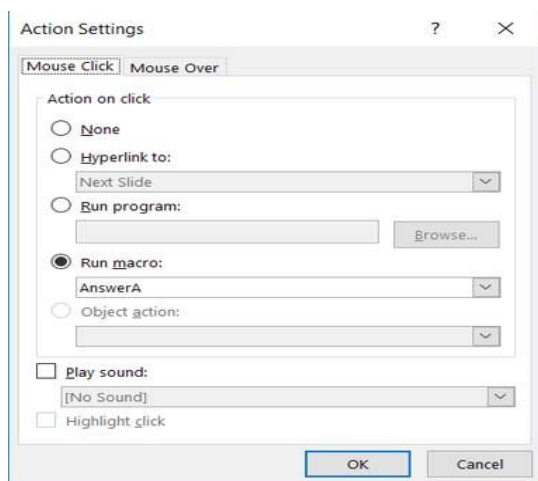 Action Settings ? ×
Mouse Click Mouse Over
Action on click
None
Hyperlink to:
Next Slide
Run program:
Browse...
Run macro:
AnswerA
Object action:
Play sound:
[No Sound]
Highlight click
OK Cancel